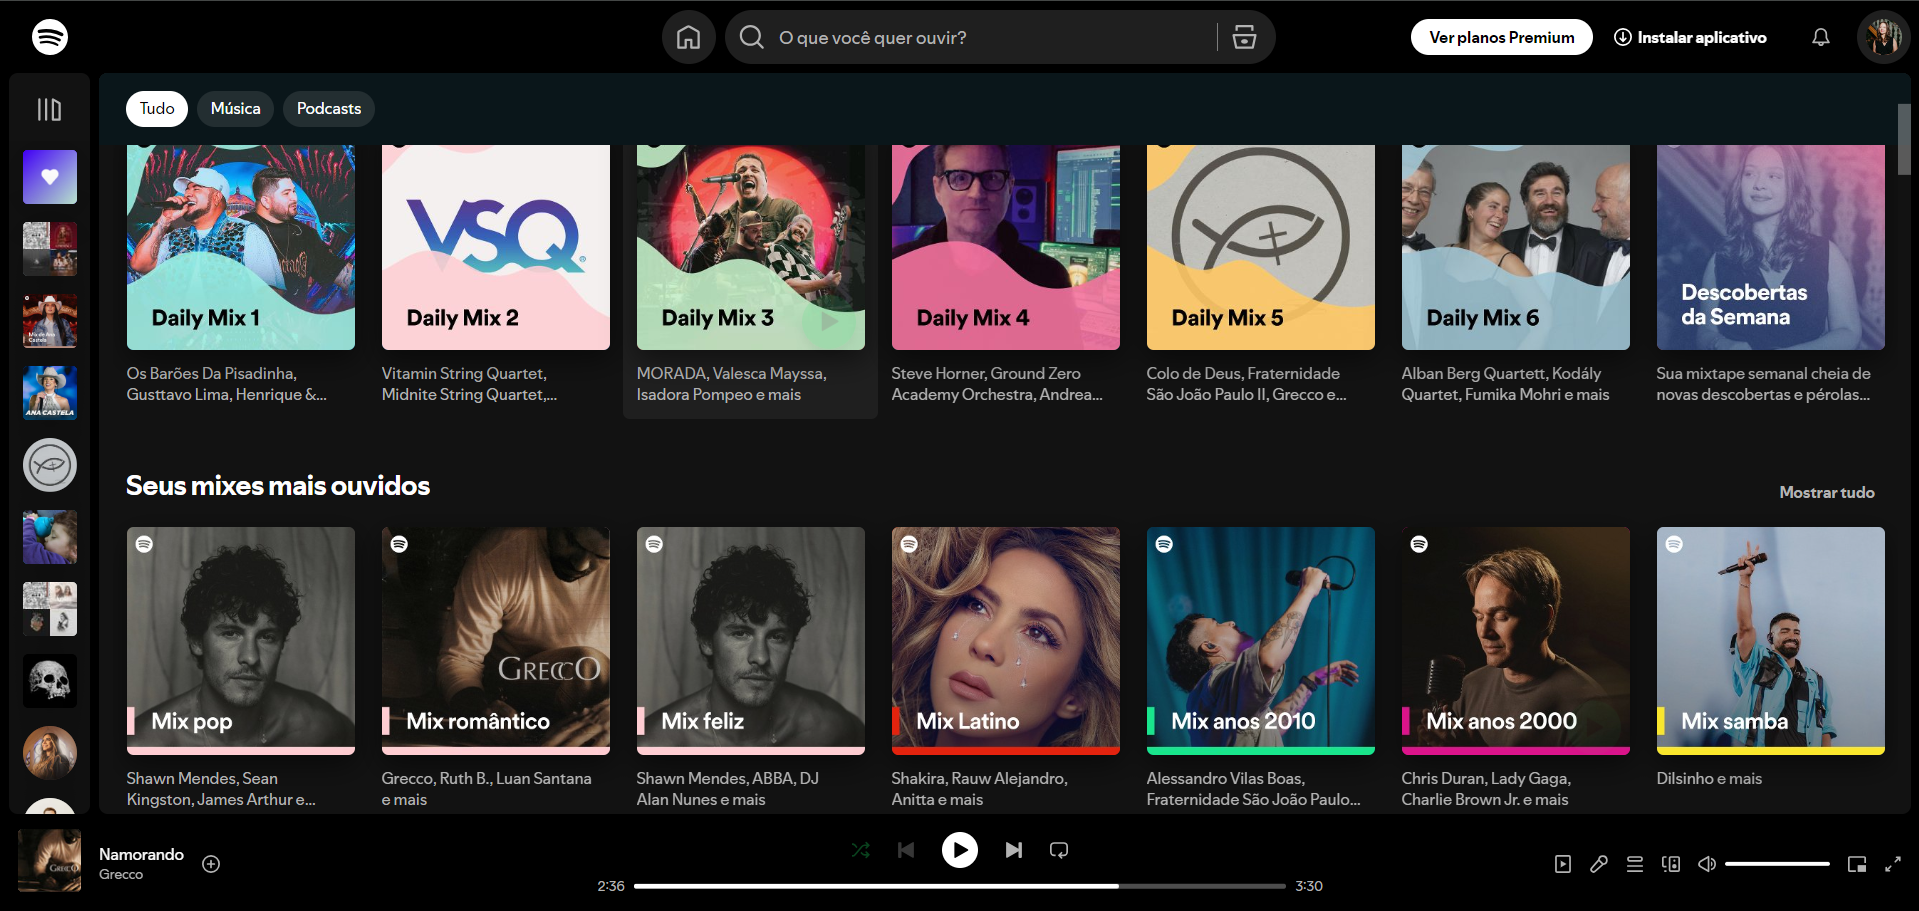 O que você quer ouvir?
Ver planos Premium
Instalar aplicativo
Tudo
Música
Podcasts
VSQ
Daily Mix 1
Daily Mix 2
Daily Mix 3
Daily Mix 4
Daily Mix 5
Daily Mix 6
Descobertas
da Semana
Os Barões Da Pisadinha,
Gusttavo Lima, Henrique &...
Vitamin String Quartet,
Midnite String Quartet,...
MORADA, Valesca Mayssa,
Isadora Pompeo e mais
Steve Horner, Ground Zero
Academy Orchestra, Andrea...
Colo de Deus, Fraternidade
São João Paulo II, Grecco e...
Alban Berg Quartett, Kodály
Quartet, Fumika Mohri e mais
Sua mixtape semanal cheia de
novas descobertas e pérolas...
Mix de Ana
Castela
ANA CASTELA
Seus mixes mais ouvidos
Mostrar tudo
GRECCO
Mix pop
Mix romântico
Mix feliz
Mix Latino
Mix anos 2010
Mix anos 2000
Mix samba
Shawn Mendes, Sean
Kingston, James Arthur e...
Grecco, Ruth B., Luan Santana
e mais
Shawn Mendes, ABBA, DJ
Alan Nunes e mais
Shakira, Rauw Alejandro,
Anitta e mais
Alessandro Vilas Boas,
Fraternidade São João Paulo...
Chris Duran, Lady Gaga,
Charlie Brown Jr. e mais
Dilsinho e mais
GRECCO
Namorando
Grecco
2:36
3:30